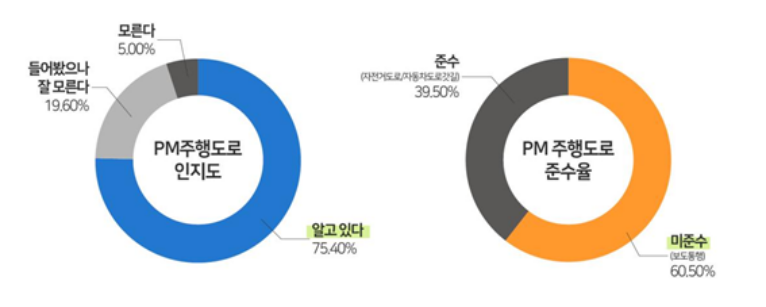 모른다
5.00%
들어봤으나
잘 모른다
19.60%
PM주행도로
인지도
알고 있다
75.40%
준수
(자전거도로/자동차도로갓길)
39.50%
PM 주행도로
준수율
미준수
(보도통행)
60.50%